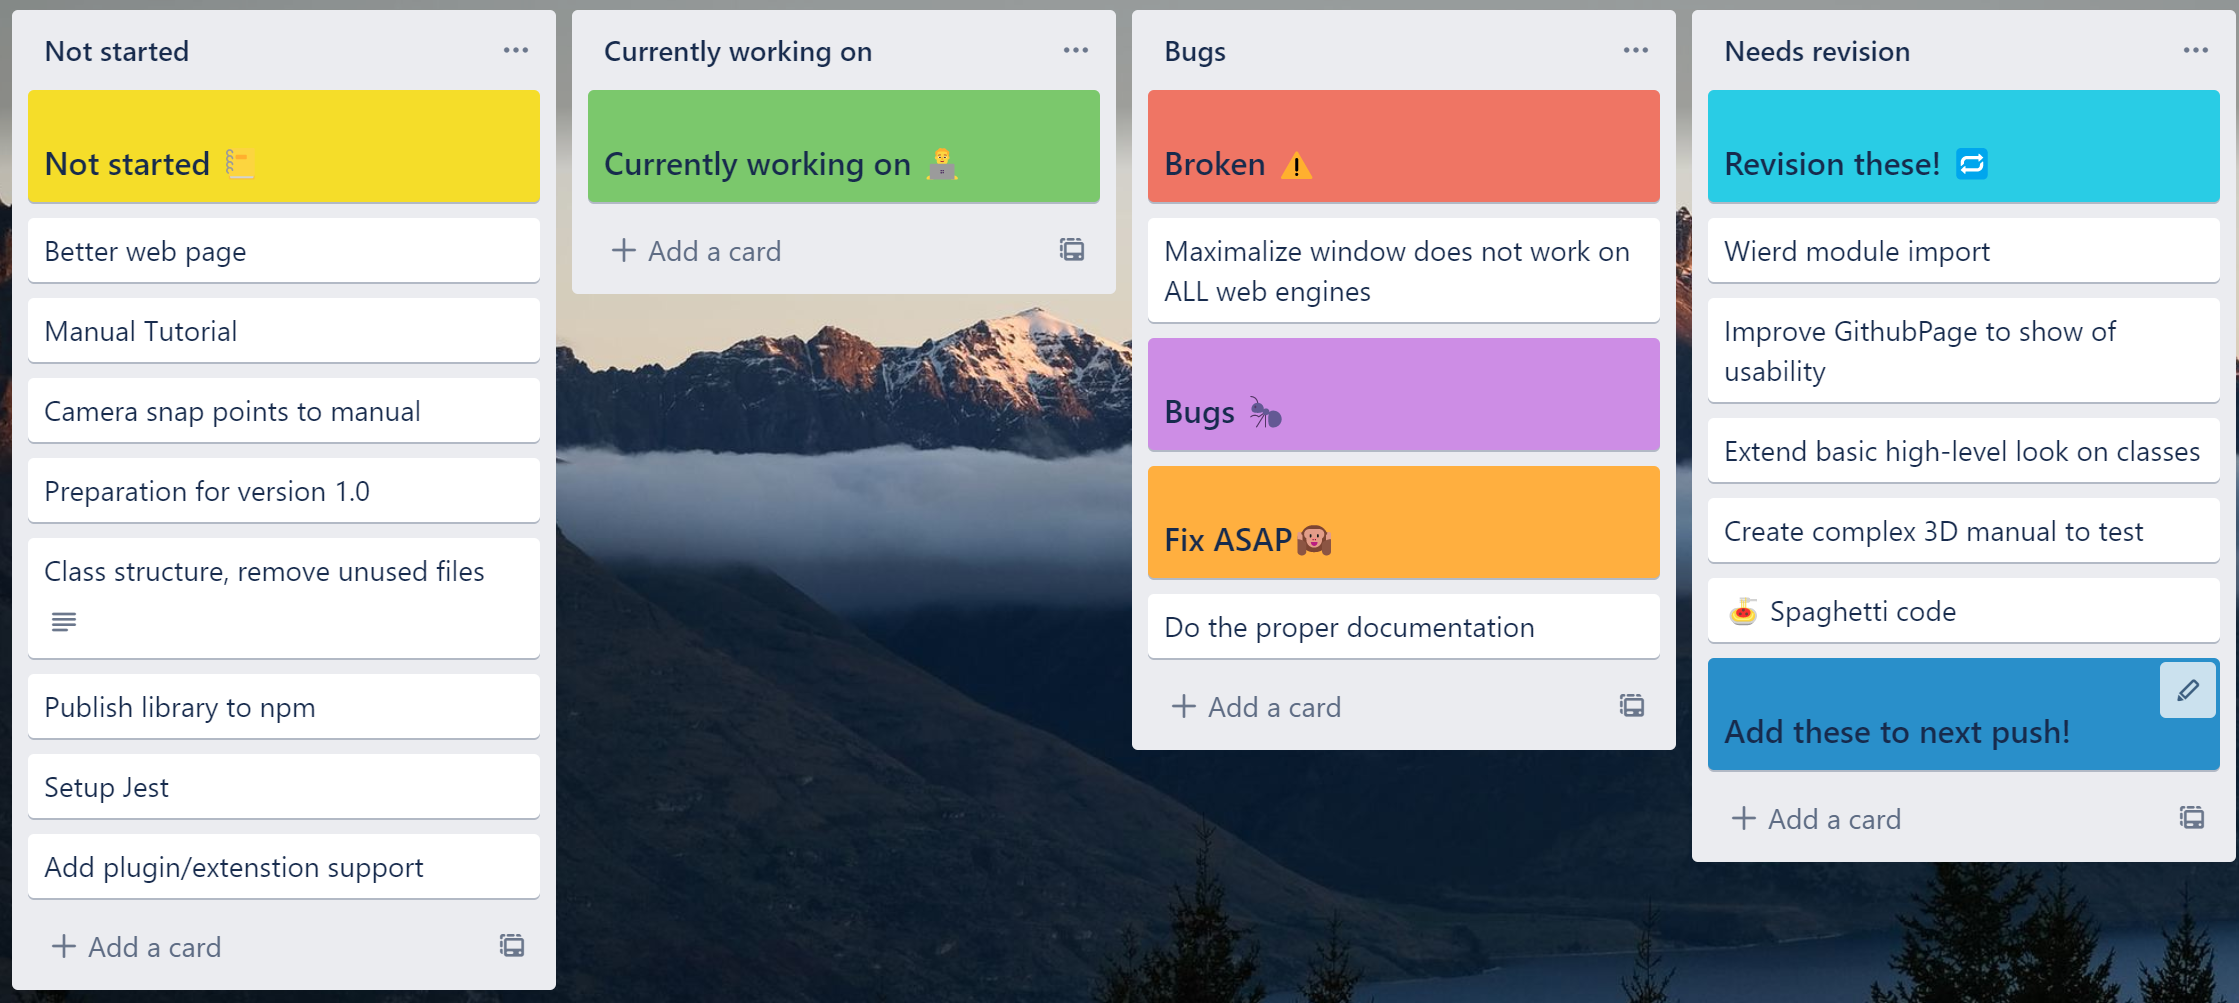 Not started
Not started 📒
Better web page
Manual Tutorial
Camera snap points to manual
Preparation for version 1.0
Class structure, remove unused files
Publish library to npm
Setup Jest
Add plugin/extenstion support
+ Add a card
Currently working on
Currently working on 👨‍💻
+ Add a card
Bugs
Broken ⚠️
Maximalize window does not work on
ALL web engines
Bugs 🐜
Fix ASAP🙉
Do the proper documentation
+ Add a card
Needs revision
Revision these! 🔁
Wierd module import
Improve GithubPage to show of
usability
Extend basic high-level look on classes
Create complex 3D manual to test
🍝 Spaghetti code
Add these to next push!
+ Add a card